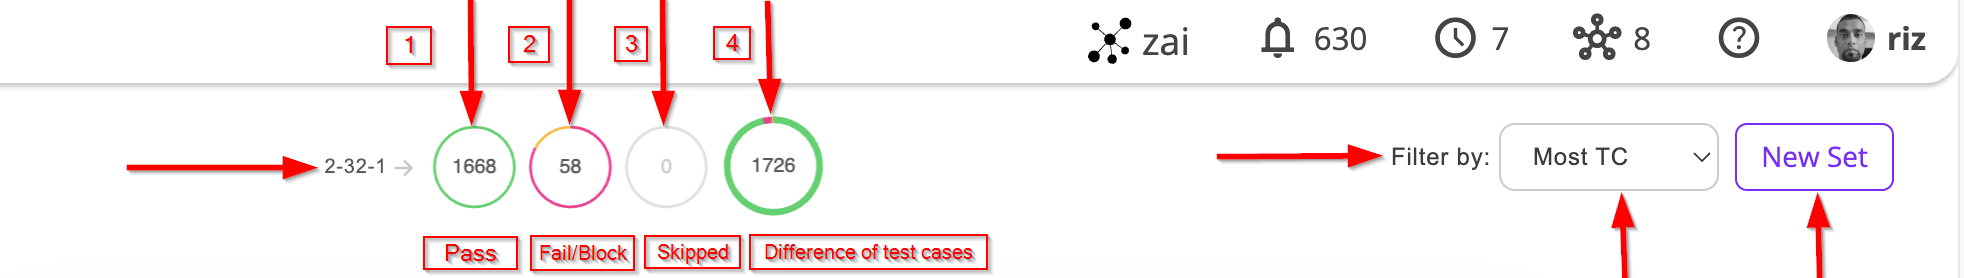 1
2
3
4
zai
630
7
8
?
riz
2-32-1 →
1668
58
0
1726
Filter by:
Most TC
New Set
Pass
Fail/Block
Skipped
Difference of test cases